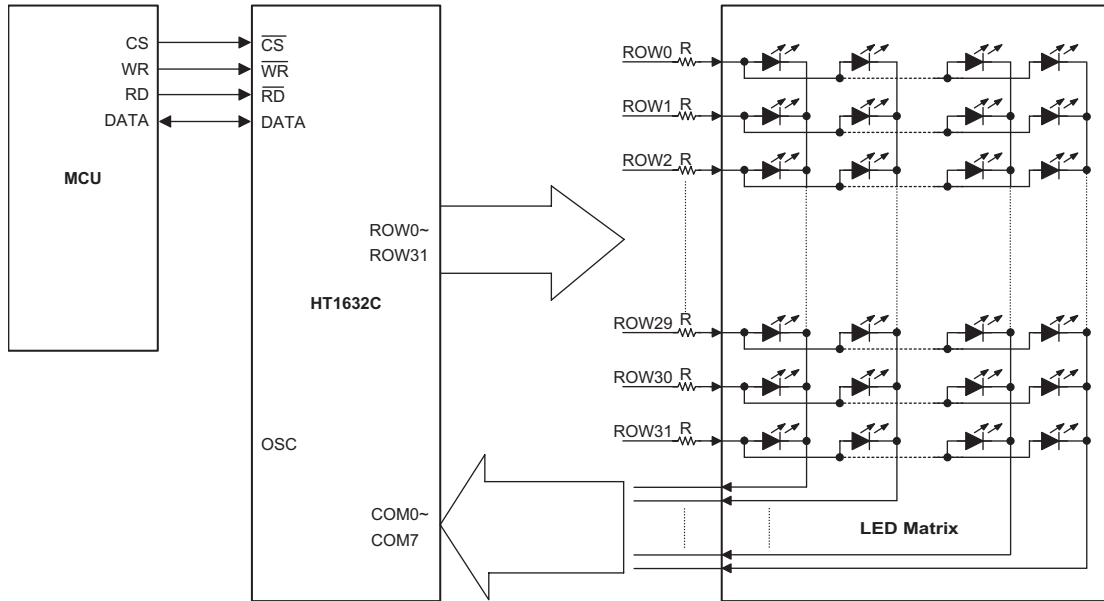 CS
WR
RD
DATA
MCU
CS
WR
RD
DATA
ROW0~
ROW31
HT1632C
OSC
COM0~
COM7
ROW0 R
ROW1 R
ROW2 R
ROW29 R
ROW30 R
ROW31 R
LED Matrix